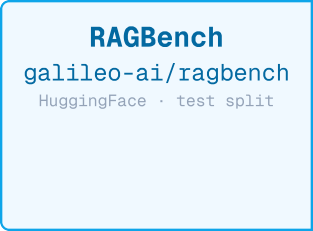 RAGBench
galileo-ai/ragbench
HuggingFace · test split